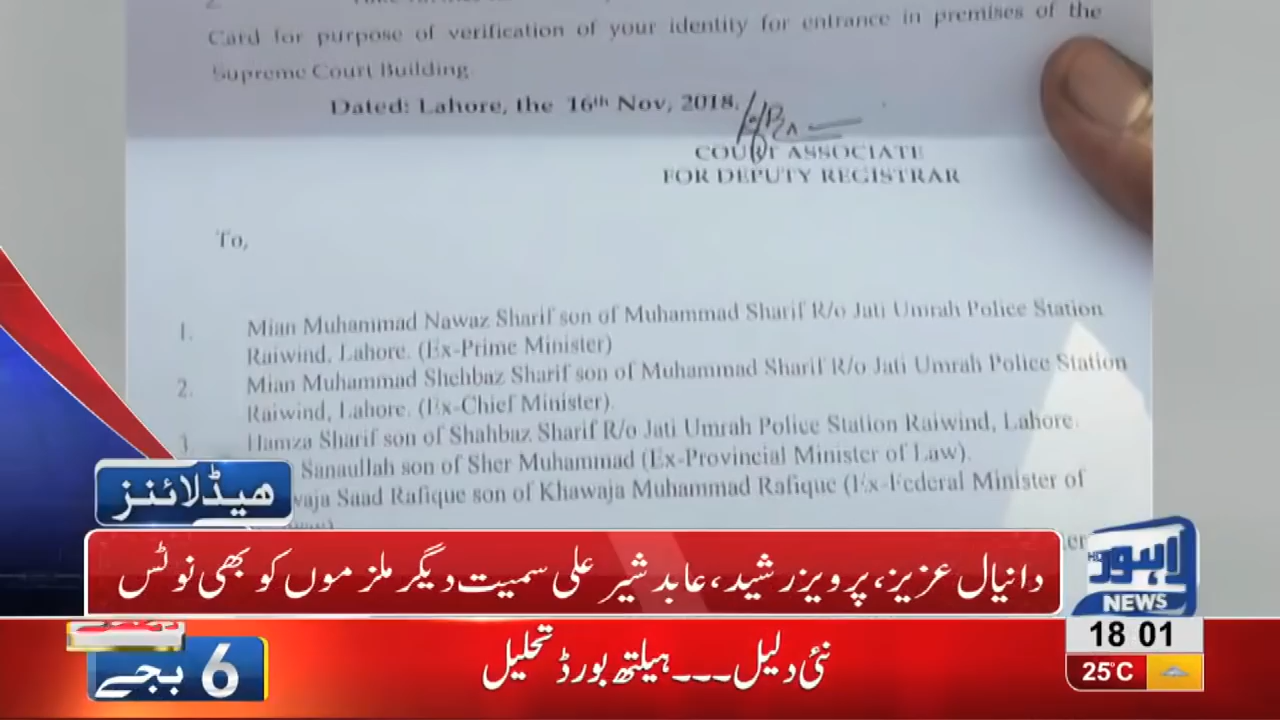 Card for purpose of verification of your identity for entrance in premises of the
Supreme Court Building
Dated: Lahore, the 16th Nov, 2018.
COURT ASSOCIATE
FOR DEPUTY REGISTRAR
To,
1. Mian Muhammad Nawaz Sharif son of Muhammad Sharif R/o Jati Umrah Police Station
Raiwind, Lahore. (Ex-Prime Minister)
2. Mian Muhammad Shehbaz Sharif son of Muhammad Sharif R/o Jati Umrah Police Station
Raiwind, Lahore. (Ex-Chief Minister).
3. Hamza Sharif son of Shahbaz Sharif R/o Jati Umrah Police Station Raiwind, Lahore.
Sanaullah son of Sher Muhammad (Ex-Provincial Minister of Law).
Saad Rafique son of Khawaja Muhammad Rafique (Ex-Federal Minister of
ھیڈلائنز
دانیال عزیز، پرویز رشید، عابد شیر علی سمیت دیگر ملزموں کو بھی نوٹس
لاہور
HD
NEWS
18 01
25°C
6 بجے
نئی دلیل۔۔۔ہیلتھ بورڈ تحلیل